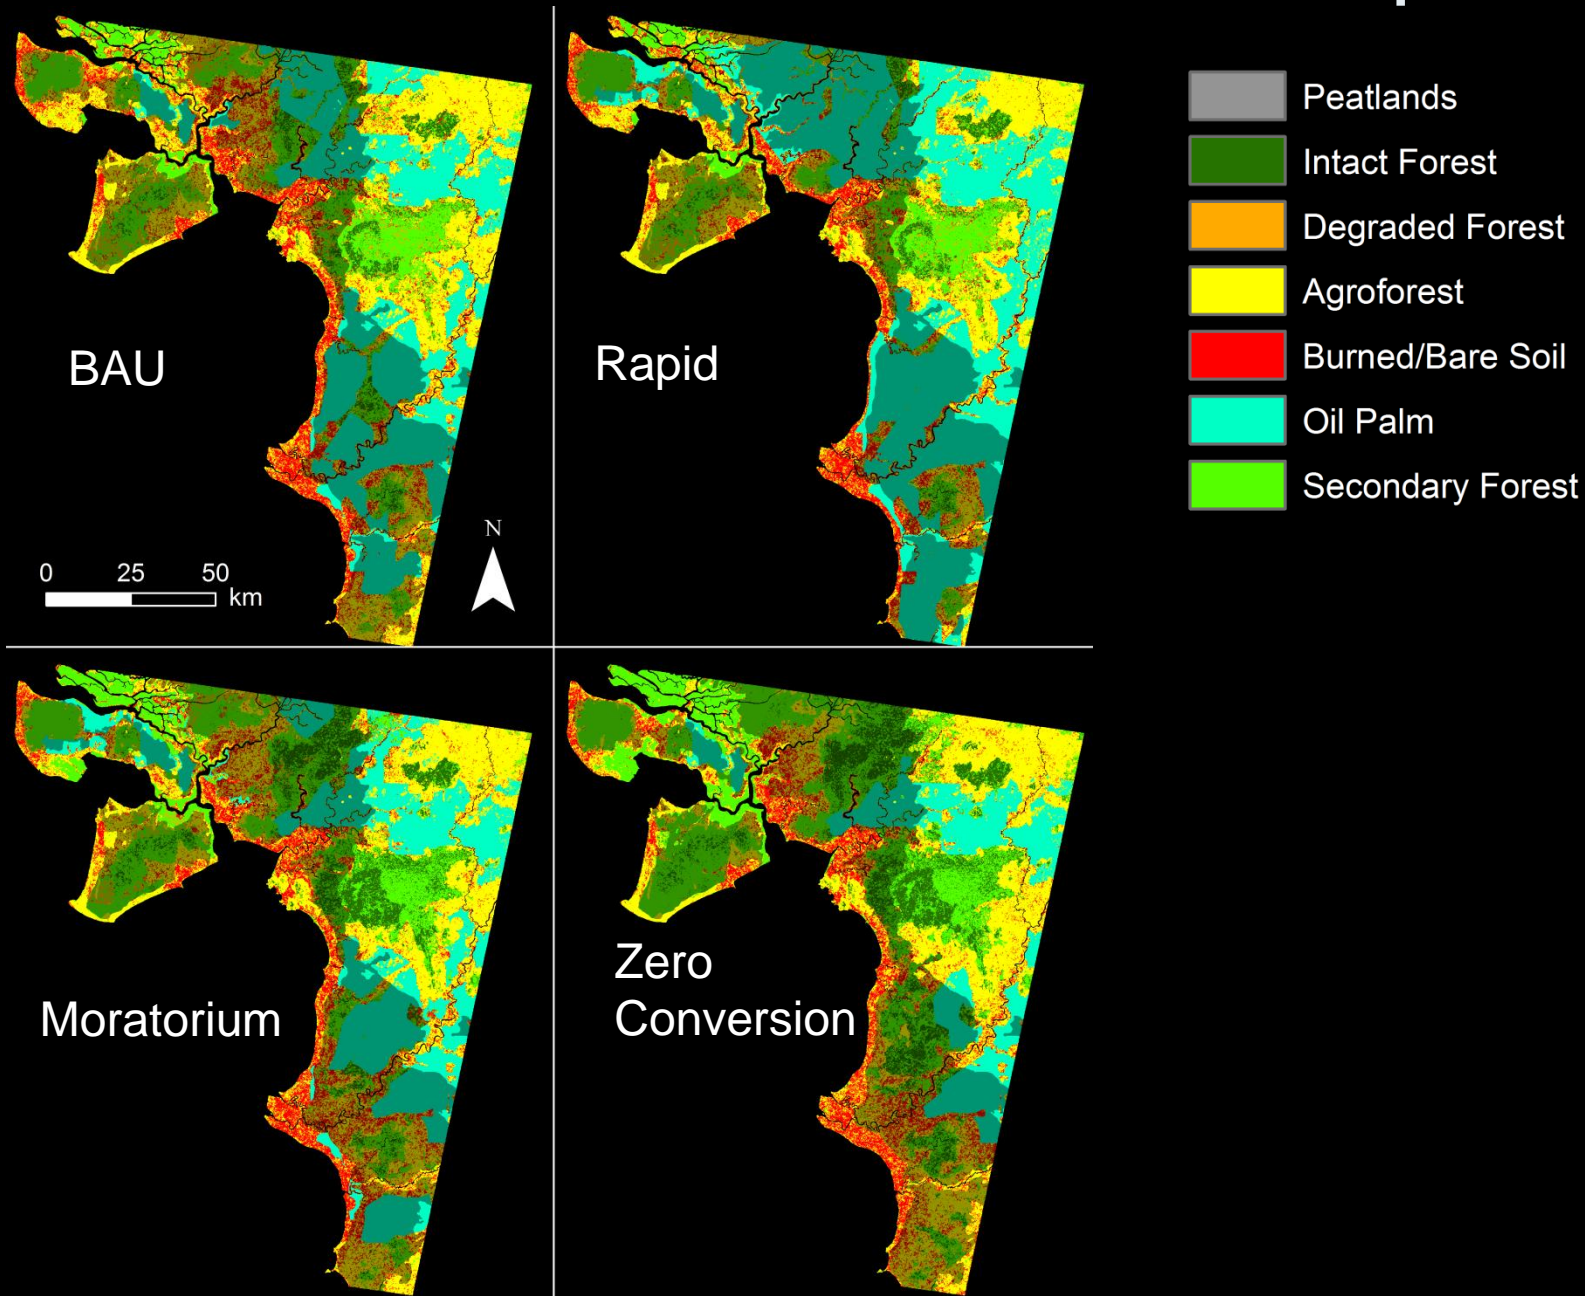 BAU
Rapid
0 25 50
km
N
Moratorium
Zero
Conversion
Peatlands
Intact Forest
Degraded Forest
Agroforest
Burned/Bare Soil
Oil Palm
Secondary Forest